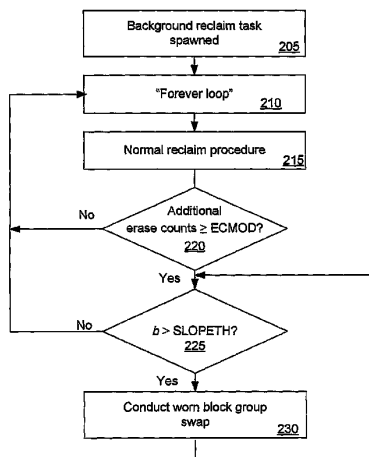 Background reclaim task
spawned
205
"Forever loop"
210
Normal reclaim procedure
215
Additional
erase counts ≥ ECMOD?
220
No
Yes
b > SLOPETH?
225
No
Yes
Conduct worn block group
swap
230